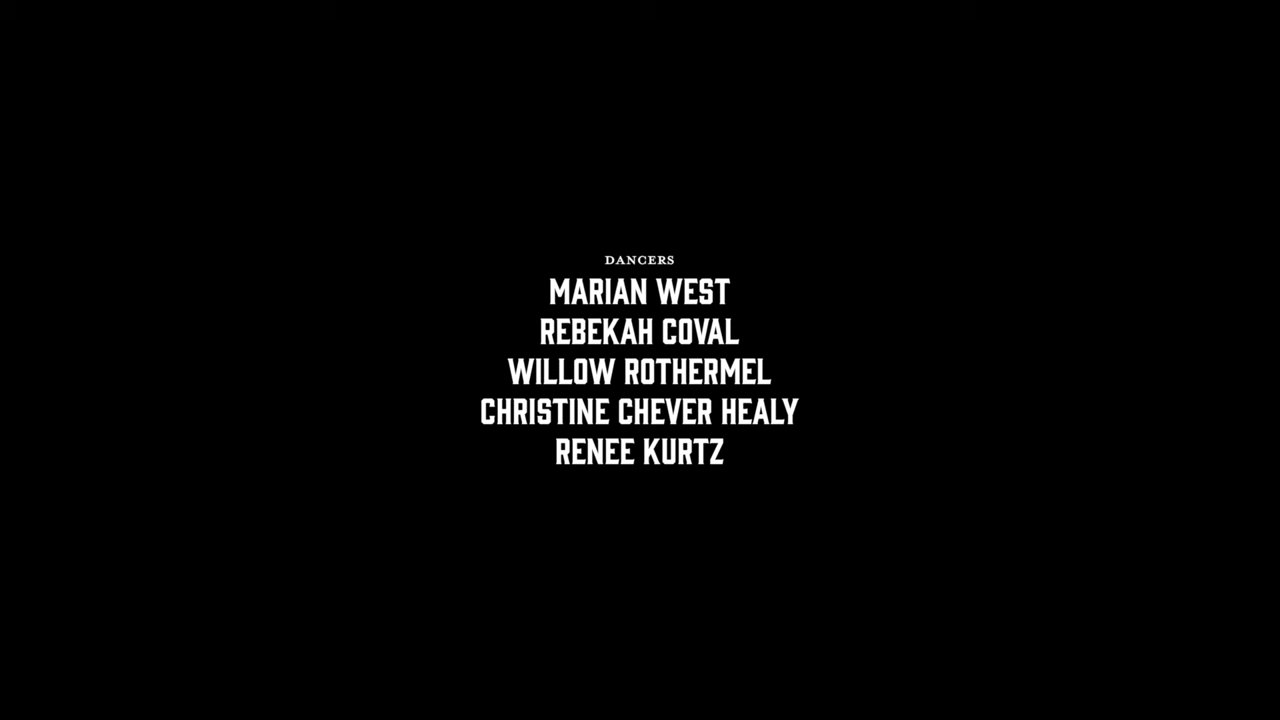 DANCERS
MARIAN WEST
REBEKAH COVAL
WILLOW ROTHERMEL
CHRISTINE CHEVER HEALY
RENEE KURTZ